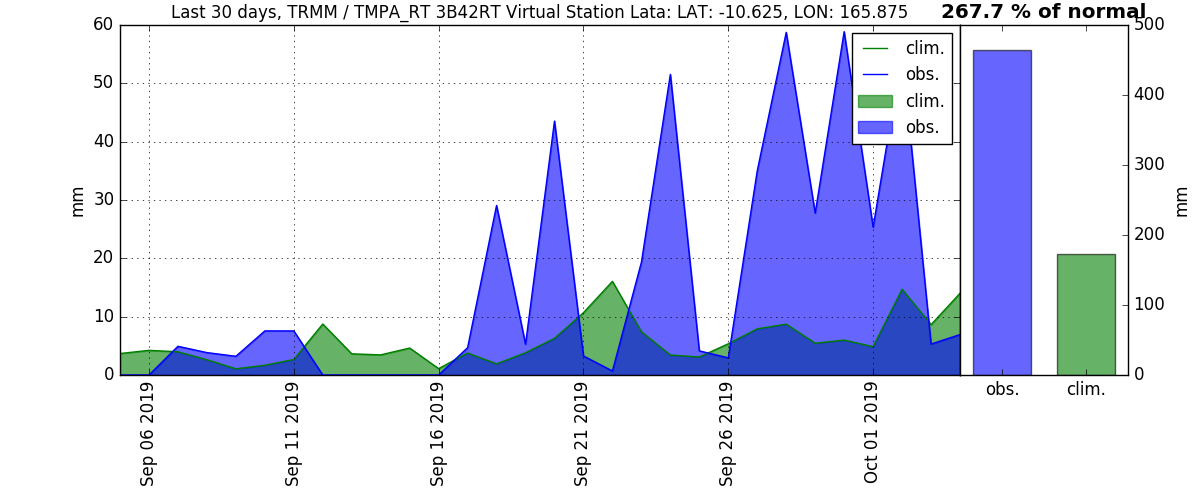 Last 30 days, TRMM / TMPA_RT 3B42RT Virtual Station Lata: LAT: -10.625, LON: 165.875
267.7 % of normal
60
50
40
30
20
10
0
mm
clim.
obs.
clim.
obs.
Sep 06 2019
Sep 11 2019
Sep 16 2019
Sep 21 2019
Sep 26 2019
Oct 01 2019
500
400
300
200
100
0
mm
obs.
clim.